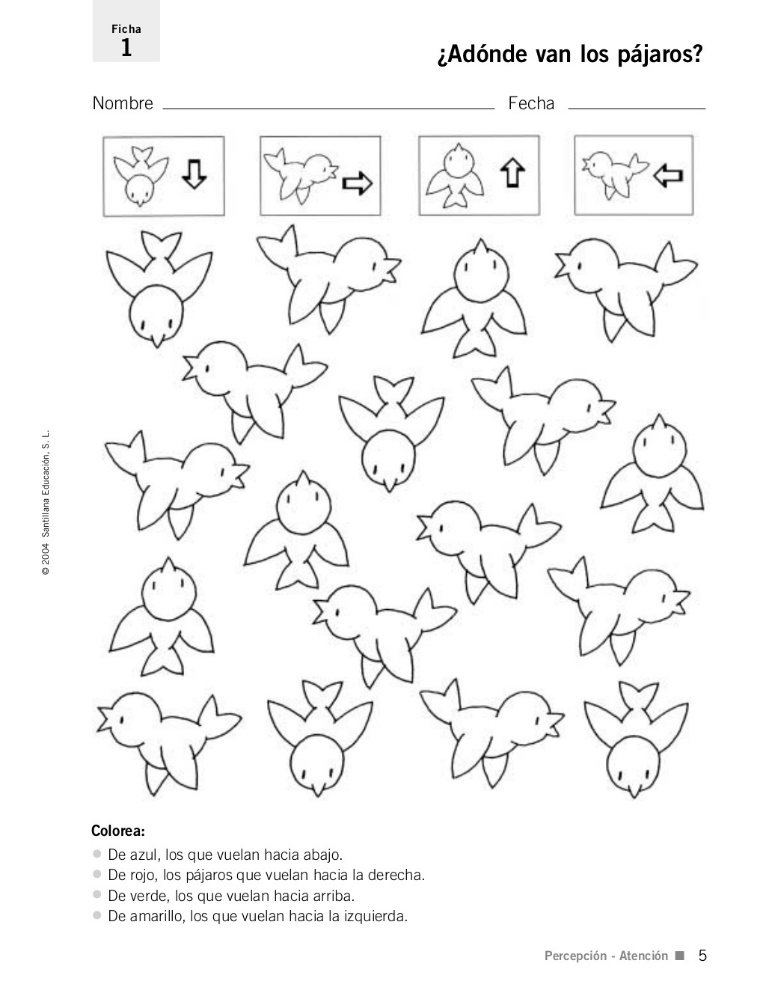 Ficha
1
¿Adónde van los pájaros?
Nombre Fecha
© 2004 Santillana Educación, S. L.
Colorea:
De azul, los que vuelan hacia abajo.
De rojo, los pájaros que vuelan hacia la derecha.
De verde, los que vuelan hacia arriba.
De amarillo, los que vuelan hacia la izquierda.
Percepción - Atención ■ 5